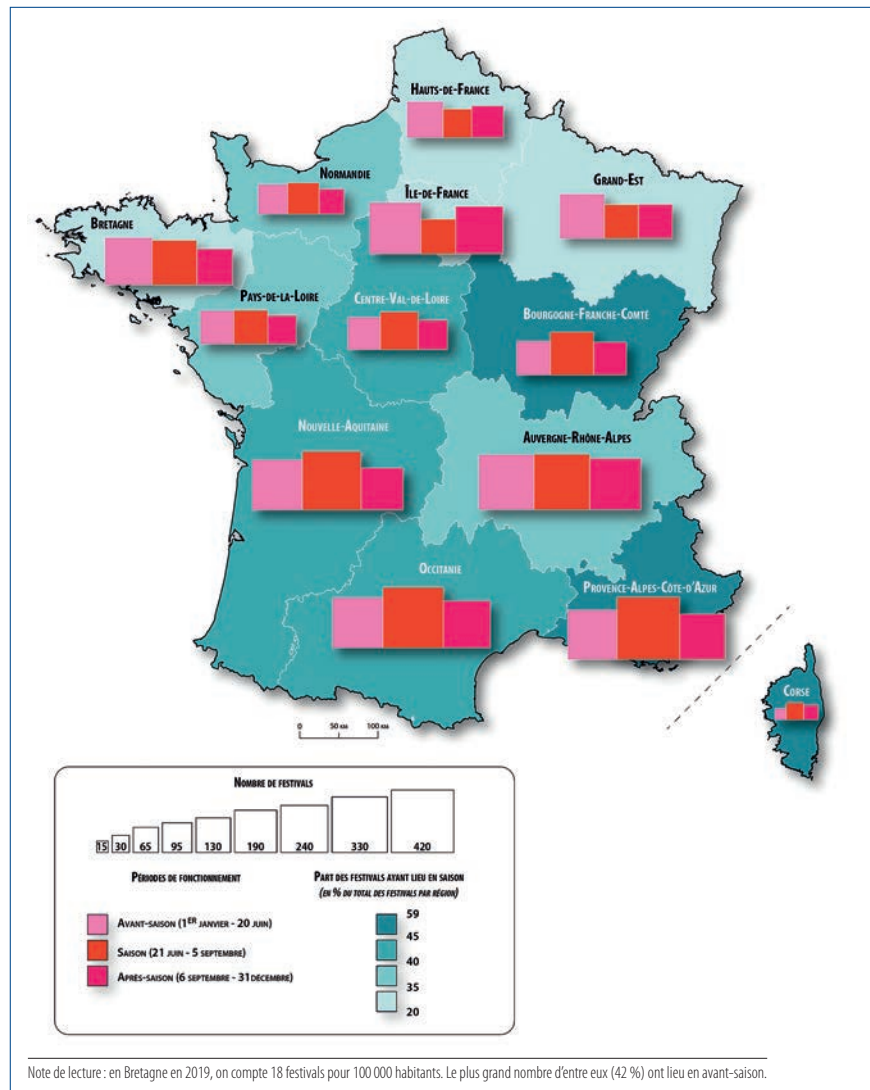 Hauts-de-France
Normandie
Île-de-France
Grand-Est
Bretagne
Pays-de-la-Loire
Centre-Val-de-Loire
Bourgogne-Franche-Comté
Nouvelle-Aquitaine
Auvergne-Rhône-Alpes
Occitanie
Provence-Alpes-Côte-d'Azur
Corse
0 50 km 100 km
Nombre de festivals
15 30 65 95 130 190 240 330 420
Périodes de fonctionnement
Avant-saison (1er janvier - 20 juin)
Saison (21 juin - 5 septembre)
Après-saison (6 septembre - 31 décembre)
Part des festivals ayant lieu en saison
(en % du total des festivals par région)
59
45
40
35
20
Note de lecture : en Bretagne en 2019, on compte 18 festivals pour 100 000 habitants. Le plus grand nombre d'entre eux (42 %) ont lieu en avant-saison.